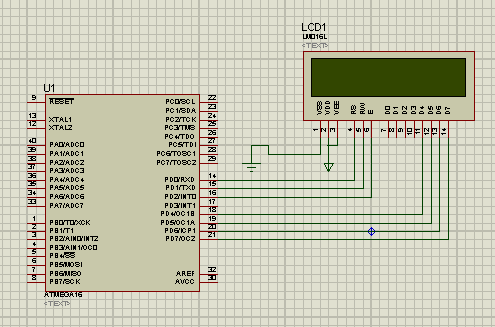 LCD1
LM016L
<TEXT>
VSS VDD VEE RS RW E D0 D1 D2 D3 D4 D5 D6 D7
1 2 3 4 5 6 7 8 9 10 11 12 13 14
U1
9 RESET PC0/SCL 22
PC1/SDA 23
13 XTAL1 PC2/TCK 24
12 XTAL2 PC3/TMS 25
PC4/TDO 26
40 PA0/ADC0 PC5/TDI 27
39 PA1/ADC1 PC6/TOSC1 28
38 PA2/ADC2 PC7/TOSC2 29
37 PA3/ADC3
36 PA4/ADC4 PD0/RXD 14
35 PA5/ADC5 PD1/TXD 15
34 PA6/ADC6 PD2/INT0 16
33 PA7/ADC7 PD3/INT1 17
PD4/OC1B 18
1 PB0/T0/XCK PD5/OC1A 19
2 PB1/T1 PD6/ICP1 20
3 PB2/AIN0/INT2 PD7/OC2 21
4 PB3/AIN1/OC0
5 PB4/SS
6 PB5/MOSI
7 PB6/MISO AREF 32
8 PB7/SCK AVCC 30
ATMEGA16
<TEXT>